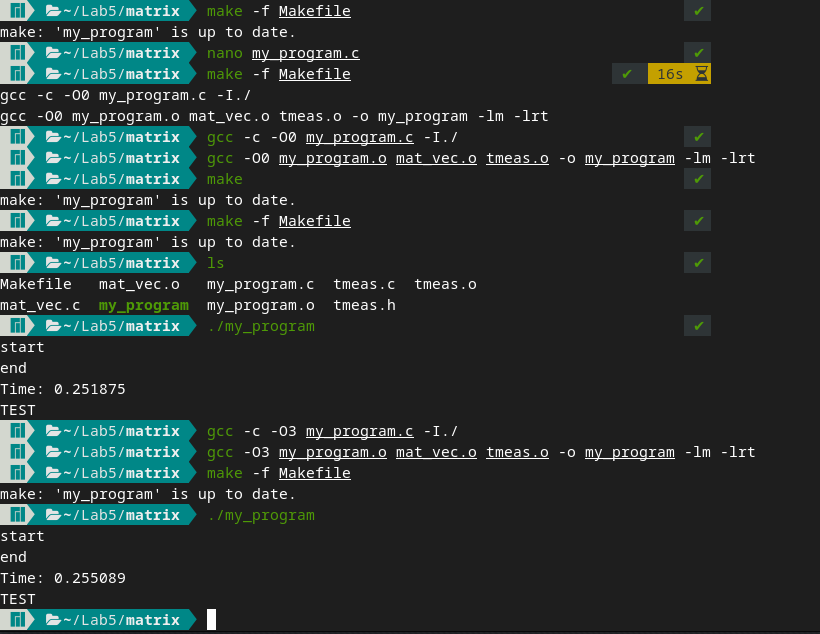 ~/Lab5/matrix make -f Makefile ✔
make: 'my_program' is up to date.
~/Lab5/matrix nano my_program.c ✔
~/Lab5/matrix make -f Makefile ✔ 16s
gcc -c -O0 my_program.c -I./
gcc -O0 my_program.o mat_vec.o tmeas.o -o my_program -lm -lrt
~/Lab5/matrix gcc -c -O0 my_program.c -I./ ✔
~/Lab5/matrix gcc -O0 my_program.o mat_vec.o tmeas.o -o my_program -lm -lrt
~/Lab5/matrix make ✔
make: 'my_program' is up to date.
~/Lab5/matrix make -f Makefile ✔
make: 'my_program' is up to date.
~/Lab5/matrix ls ✔
Makefile mat_vec.o my_program.c tmeas.c tmeas.o
mat_vec.c my_program my_program.o tmeas.h
~/Lab5/matrix ./my_program ✔
start
end
Time: 0.251875
TEST
~/Lab5/matrix gcc -c -O3 my_program.c -I./
~/Lab5/matrix gcc -O3 my_program.o mat_vec.o tmeas.o -o my_program -lm -lrt
~/Lab5/matrix make -f Makefile
make: 'my_program' is up to date.
~/Lab5/matrix ./my_program
start
end
Time: 0.255089
TEST
~/Lab5/matrix